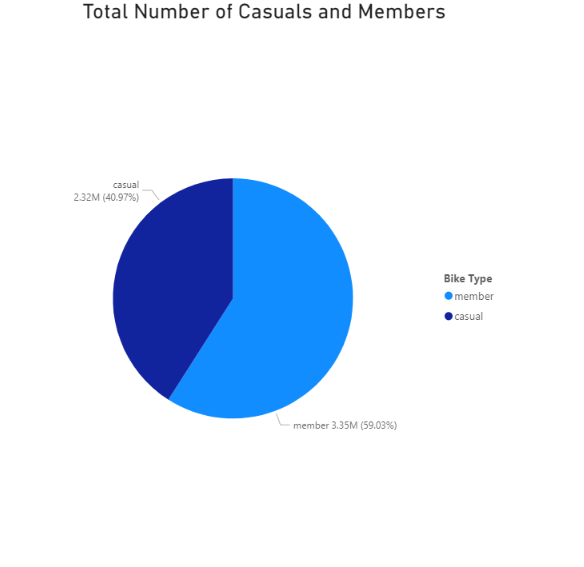 Total Number of Casuals and Members
casual
2.32M (40.97%)
Bike Type
member
casual
member 3.35M (59.03%)